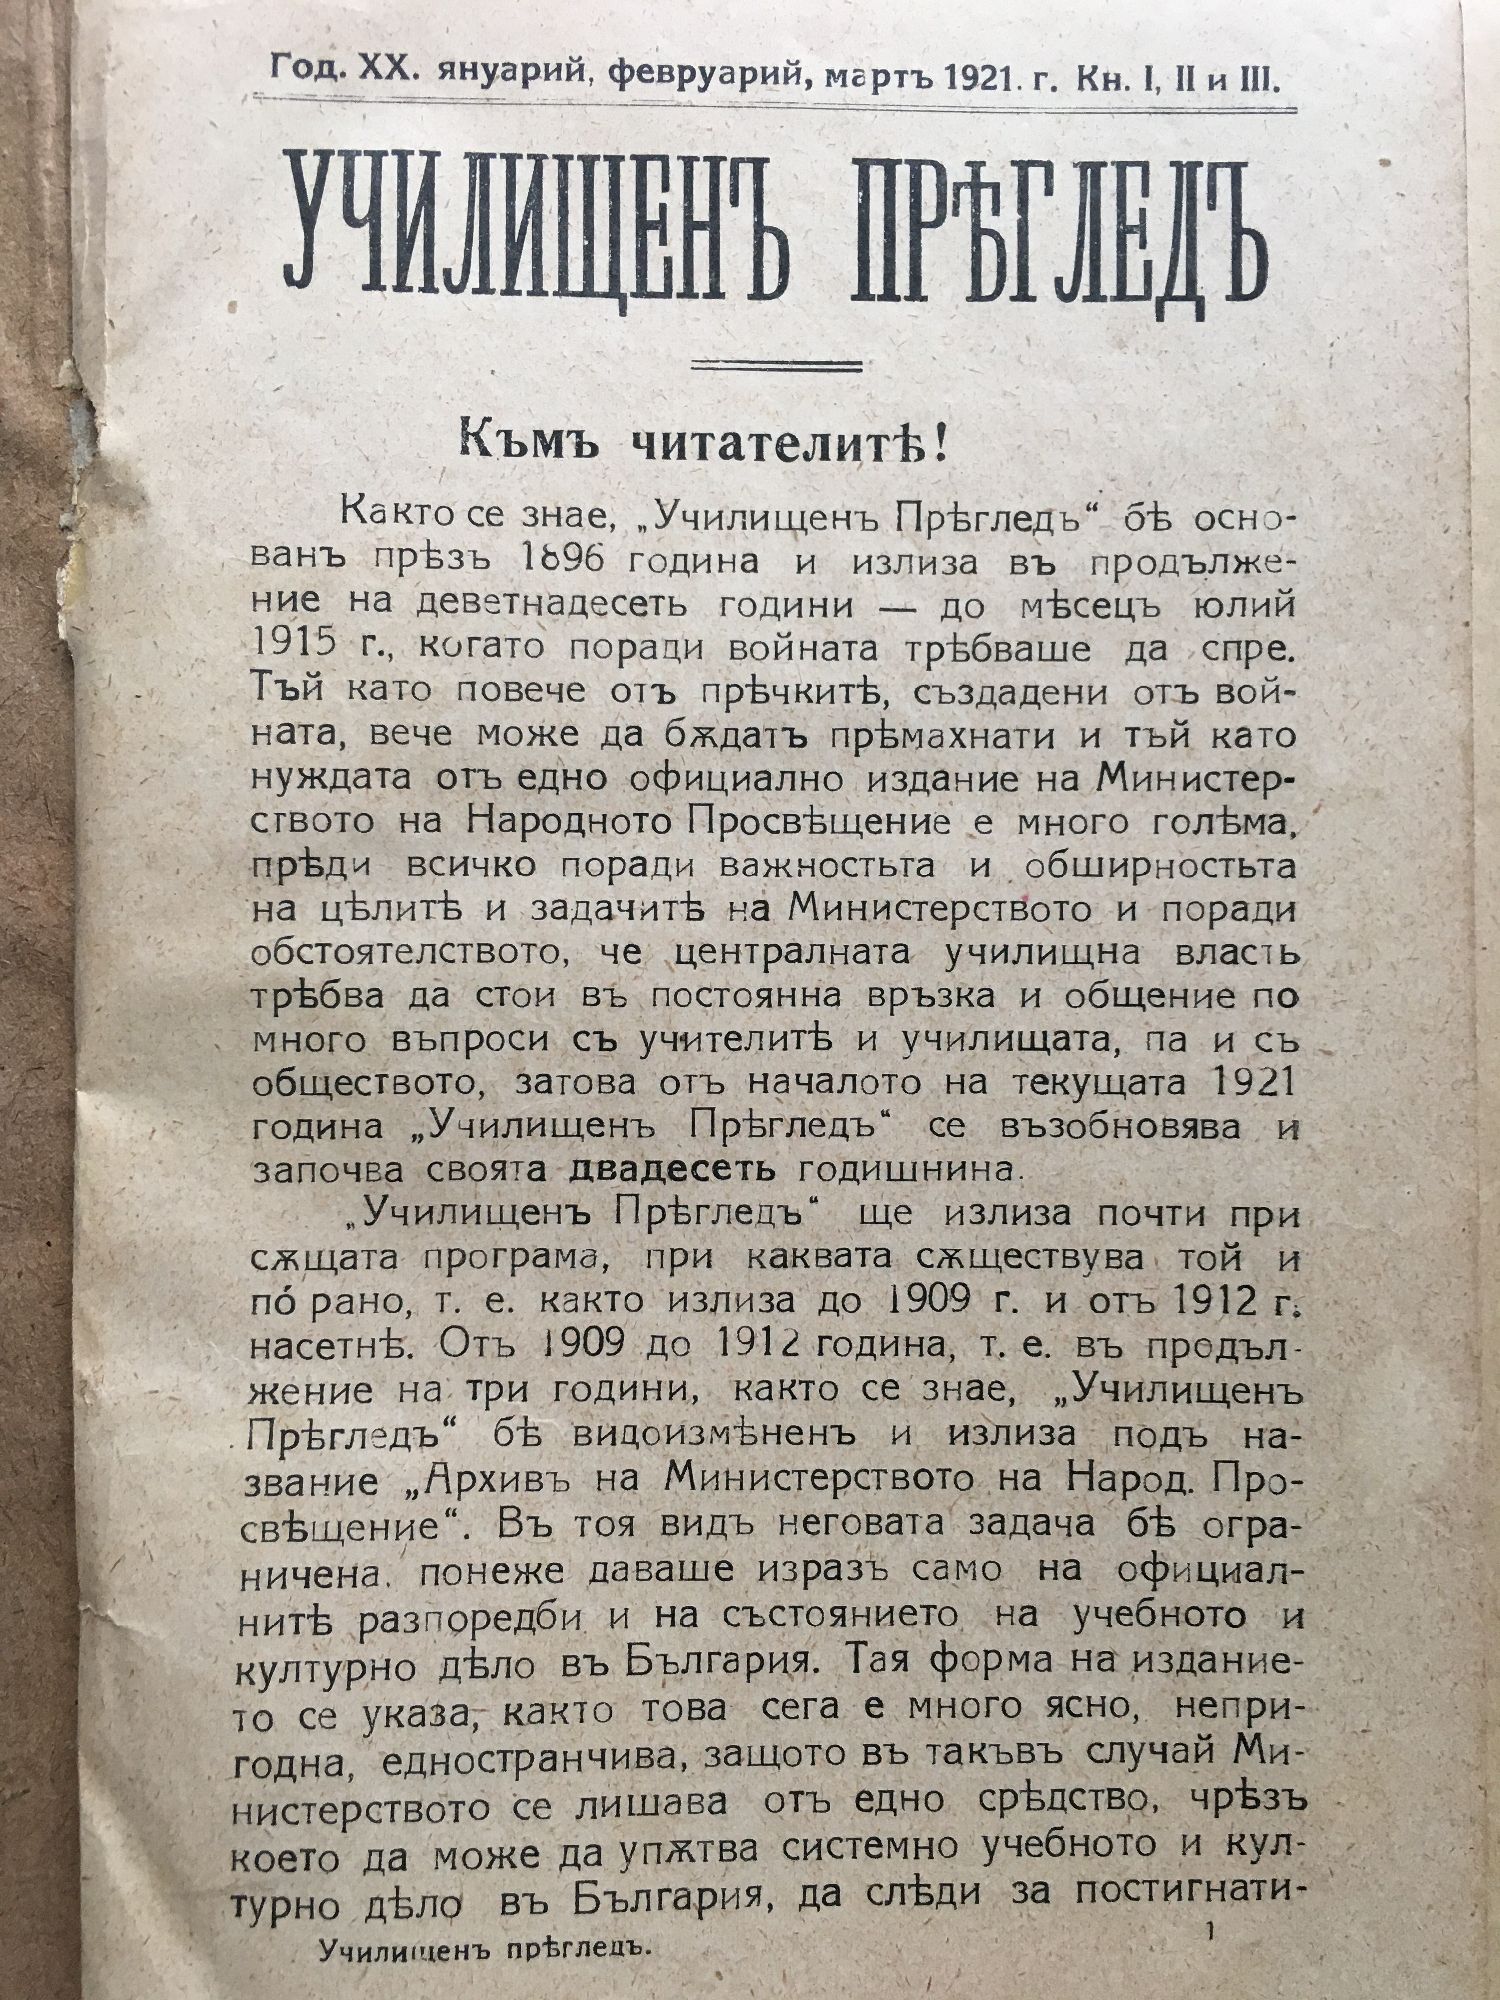 Год. XX. януарий, февруарий, мартъ 1921. г. Кн. I, II и III.
УЧИЛИЩЕНЪ ПРѢГЛЕДЪ
Къмъ читателитѣ!
Както се знае, „Училищенъ Прѣгледъ“ бѣ осно-
ванъ прѣзъ 1896 година и излиза въ продълже-
ние на деветнадесеть години — до мѣсецъ юлий
1915 г., когато поради войната трѣбваше да спре.
Тъй като повече отъ прѣчкитѣ, създадени отъ вой-
ната, вече може да бѫдатъ прѣмахнати и тъй като
нуждата отъ едно официално издание на Министер-
ството на Народното Просвѣщение е много голѣма,
прѣди всичко поради важностьта и обширностьта
на цѣлитѣ и задачитѣ на Министерството и поради
обстоятелството, че централната училищна власть
трѣбва да стои въ постоянна връзка и общение по
много въпроси съ учителитѣ и училищата, па и съ
обществото, затова отъ началото на текущата 1921
година „Училищенъ Прѣгледъ“ се възобновява и
започва своята двадесеть годишнина.
„Училищенъ Прѣгледъ“ ще излиза почти при
сѫщата програма, при каквата сѫществува той и
по́ рано, т. е. както излиза до 1909 г. и отъ 1912 г.
насетнѣ. Отъ 1909 до 1912 година, т. е. въ продъл-
жение на три години, както се знае, „Училищенъ
Прѣгледъ“ бѣ видоизмѣненъ и излиза подъ на-
звание „Архивъ на Министерството на Народ. Про-
свѣщение“. Въ тоя видъ неговата задача бѣ огра-
ничена. понеже даваше изразъ само на официал-
нитѣ разпоредби и на състоянието на учебното и
културно дѣло въ България. Тая форма на издание-
то се указа, както това сега е много ясно, непри-
годна, едностранчива, защото въ такъвъ случай Ми-
нистерството се лишава отъ едно срѣдство, чрѣзъ
което да може да упѫтва системно учебното и кул-
турно дѣло въ България, да слѣди за постигнати-
Училищенъ прѣгледъ.
1